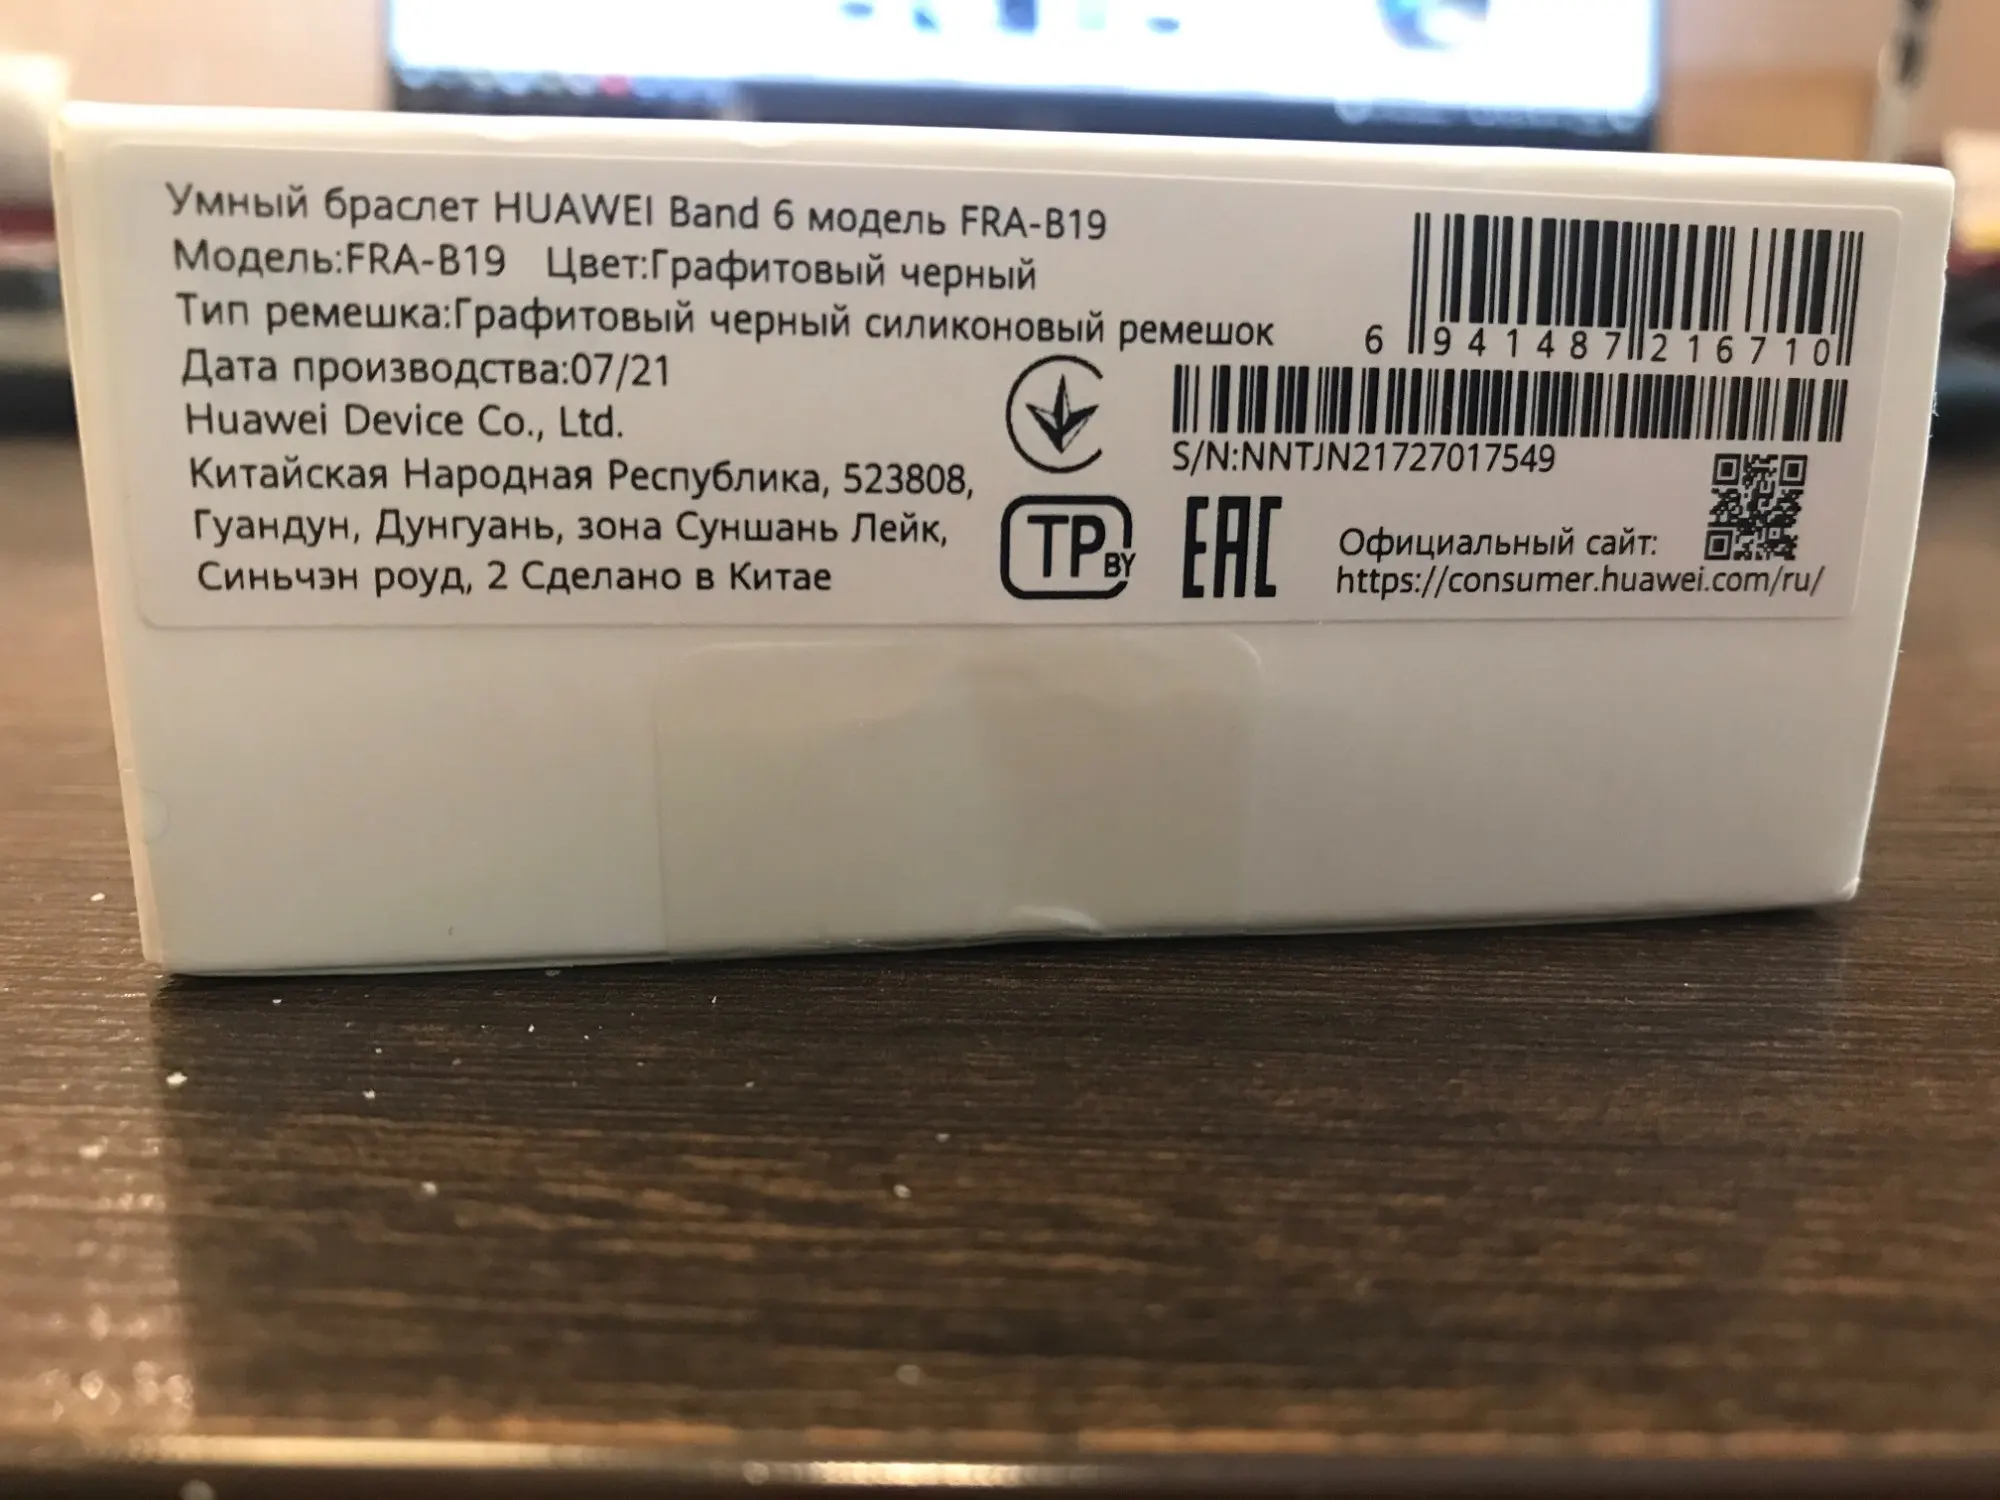 Умный браслет HUAWEI Band 6 модель FRA-B19
Модель:FRA-B19 Цвет:Графитовый черный
Тип ремешка:Графитовый черный силиконовый ремешок
Дата производства:07/21
Huawei Device Co., Ltd.
Китайская Народная Республика, 523808,
Гуандун, Дунгуань, зона Суншань Лейк,
Синьчэн роуд, 2 Сделано в Китае
TP BY
EAC
6 941487 216710
S/N:NNTJN21727017549
Официальный сайт:
https://consumer.huawei.com/ru/